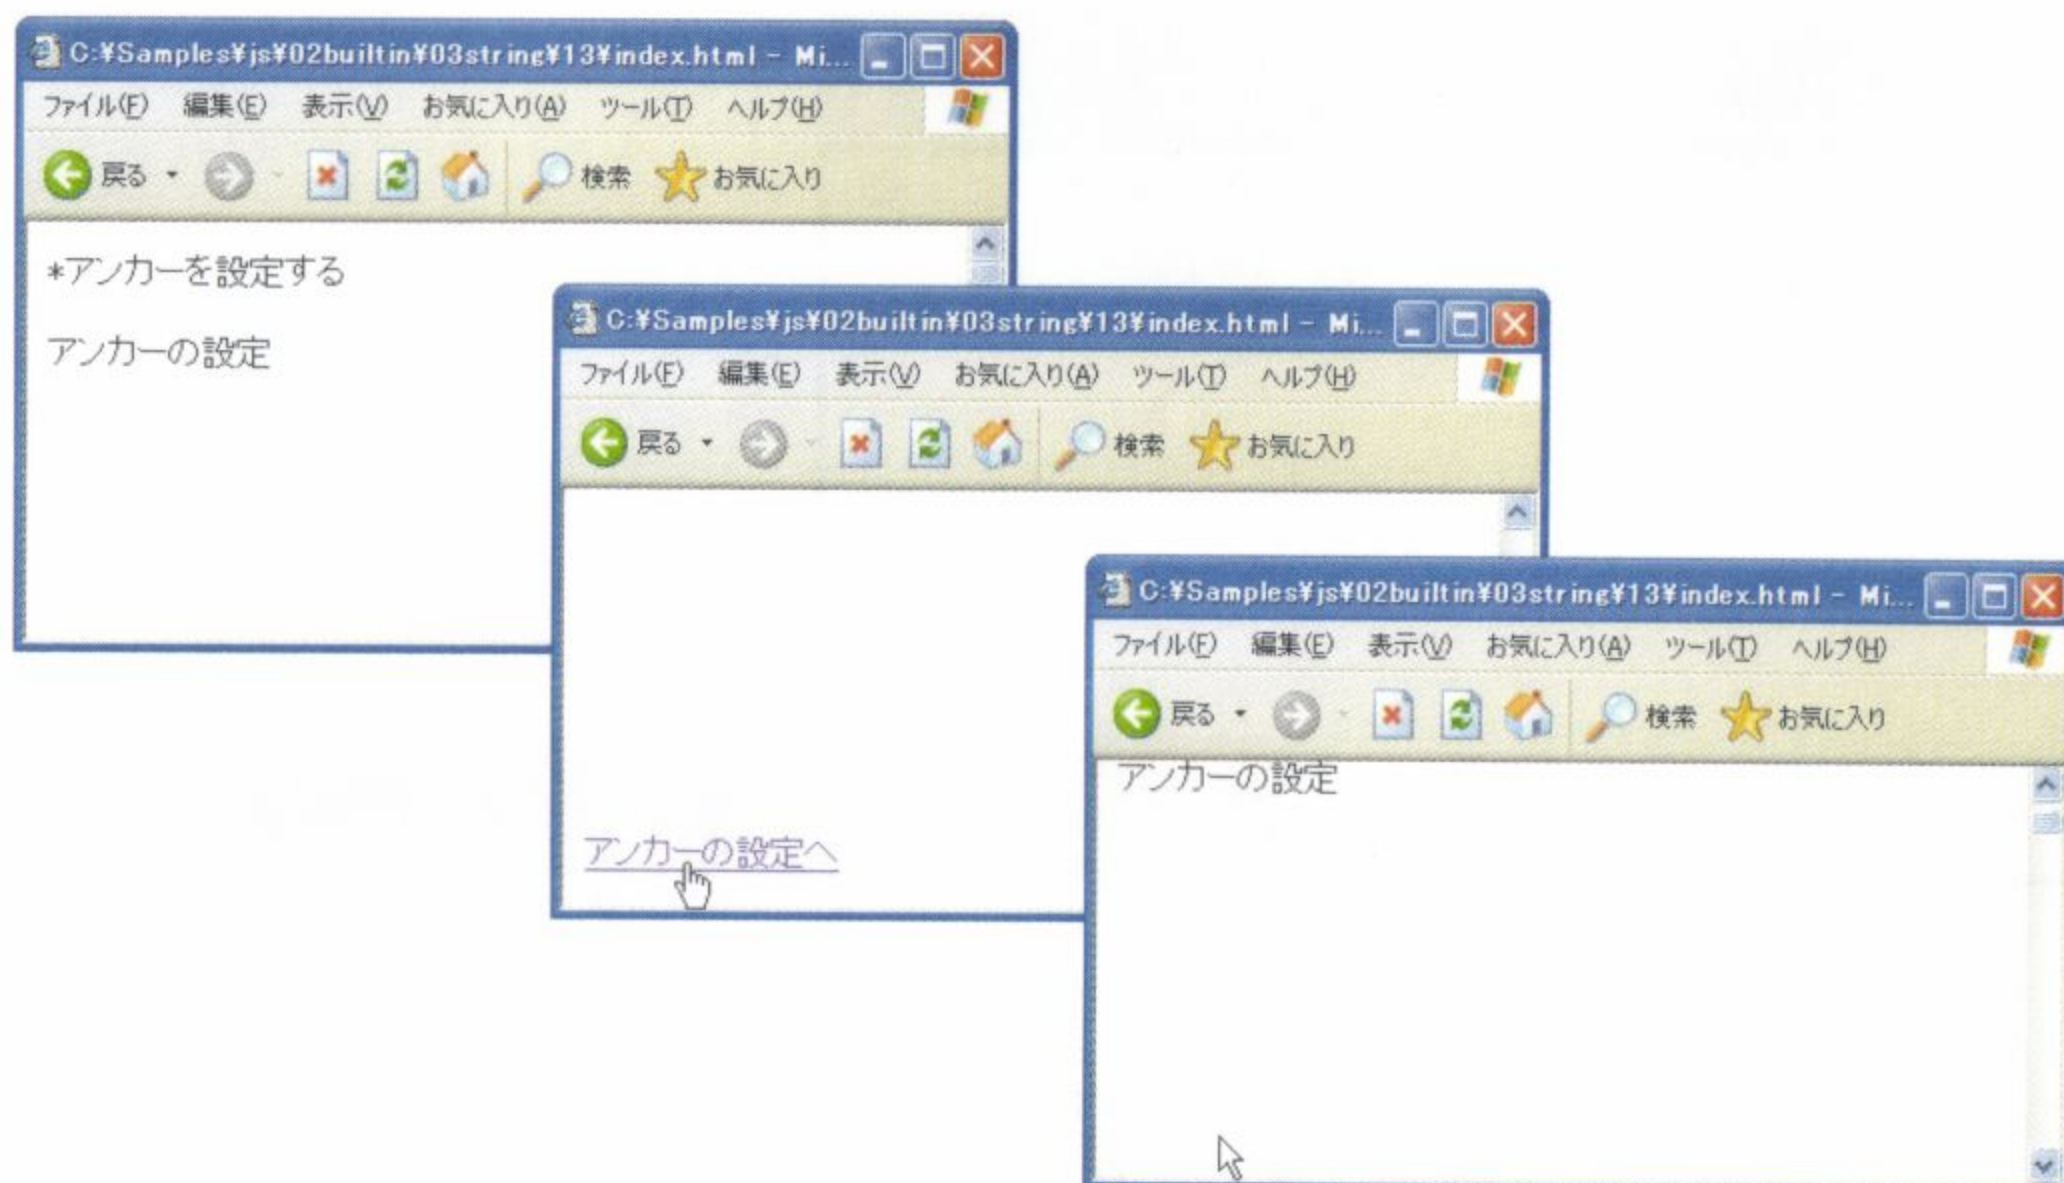 C:¥Samples¥js¥02builtin¥03string¥13¥index.html - Mi...
ファイル(F) 編集(E) 表示(V) お気に入り(A) ツール(T) ヘルプ(H)
戻る 検索 お気に入り
*アンカーを設定する
アンカーの設定
C:¥Samples¥js¥02builtin¥03string¥13¥index.html - Mi...
ファイル(F) 編集(E) 表示(V) お気に入り(A) ツール(T) ヘルプ(H)
戻る 検索 お気に入り
アンカーの設定へ
C:¥Samples¥js¥02builtin¥03string¥13¥index.html - Mi...
ファイル(F) 編集(E) 表示(V) お気に入り(A) ツール(T) ヘルプ(H)
戻る 検索 お気に入り
アンカーの設定